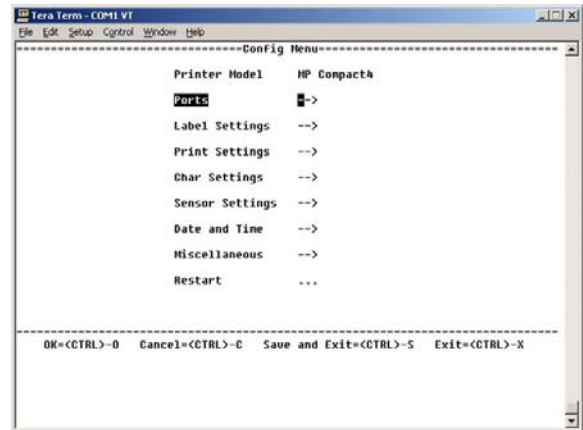 Tera Term - COM1 VT
File Edit Setup Control Window Help
================================Config Menu==================================
Printer Model MP Compact4
Ports -->
Label Settings -->
Print Settings -->
Char Settings -->
Sensor Settings -->
Date and Time -->
Miscellaneous -->
Restart ...
-----------------------------------------------------------------------------
OK=<CTRL>-O Cancel=<CTRL>-C Save and Exit=<CTRL>-S Exit=<CTRL>-X